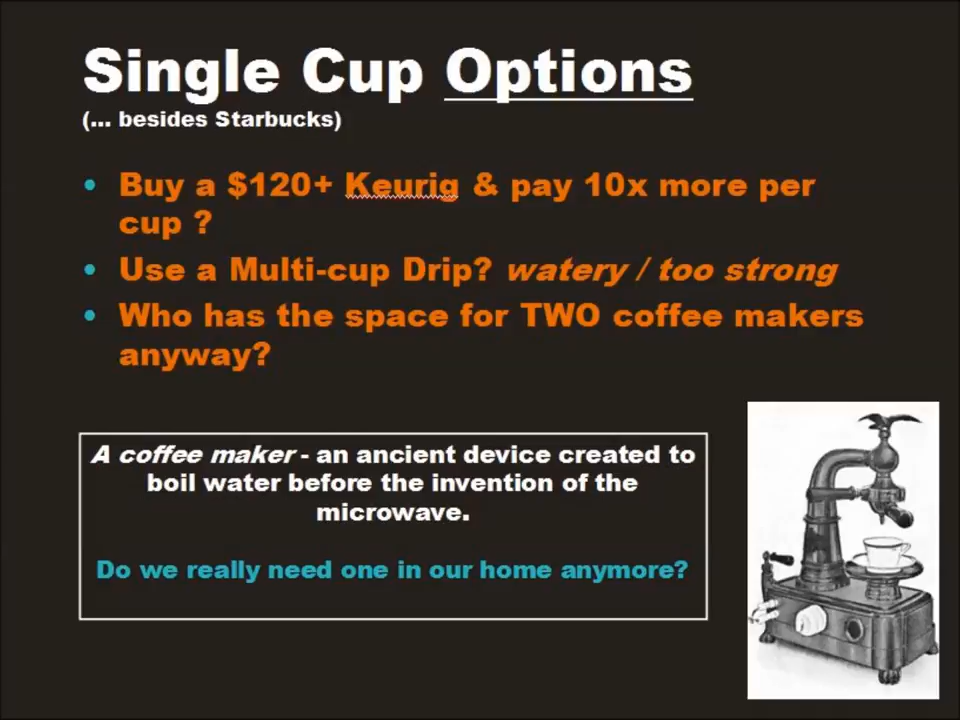 Single Cup Options
(... besides Starbucks)
• Buy a $120+ Keurig & pay 10x more per
cup ?
• Use a Multi-cup Drip? watery / too strong
• Who has the space for TWO coffee makers
anyway?
A coffee maker - an ancient device created to
boil water before the invention of the
microwave.
Do we really need one in our home anymore?